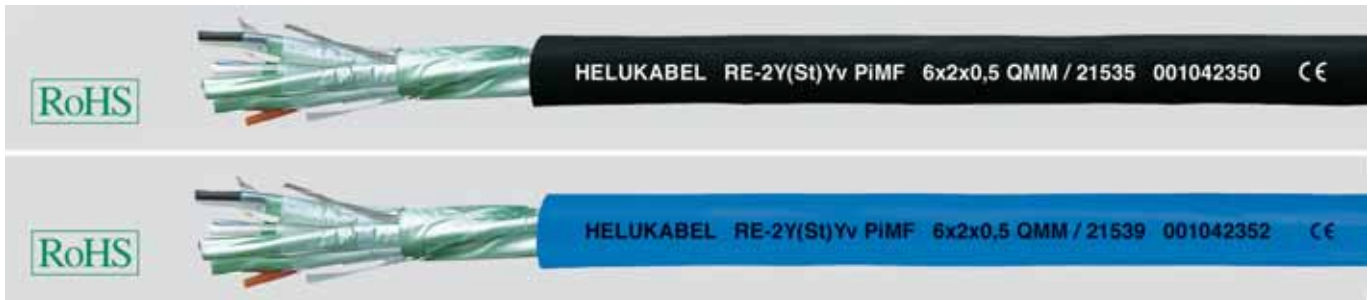 HELUKABEL RE-2Y(St)Yv PiMF 6x2x0,5 QMM / 21535 001042350 CE
RoHS
HELUKABEL RE-2Y(St)Yv PiMF 6x2x0,5 QMM / 21539 001042352 CE
RoHS